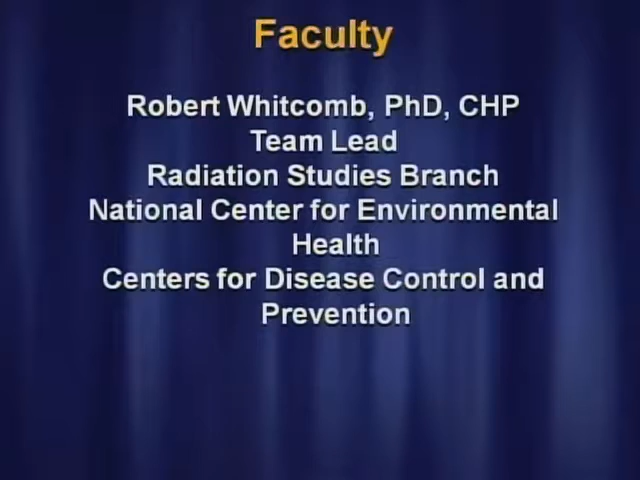 Faculty
Robert Whitcomb, PhD, CHP
Team Lead
Radiation Studies Branch
National Center for Environmental
Health
Centers for Disease Control and
Prevention